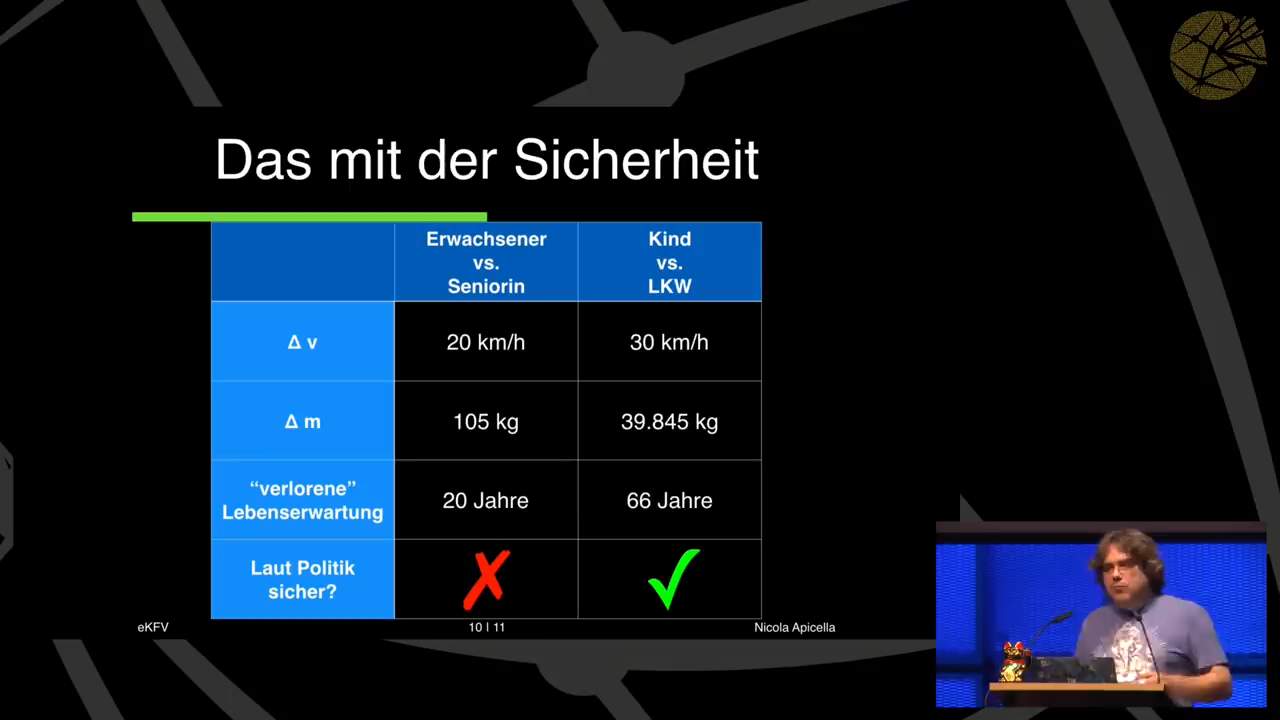 Das mit der Sicherheit
Erwachsener
vs.
Seniorin
Kind
vs.
LKW
Δ v
20 km/h
30 km/h
Δ m
105 kg
39.845 kg
“verlorene”
Lebenserwartung
20 Jahre
66 Jahre
Laut Politik
sicher?
eKFV
10 | 11
Nicola Apicella